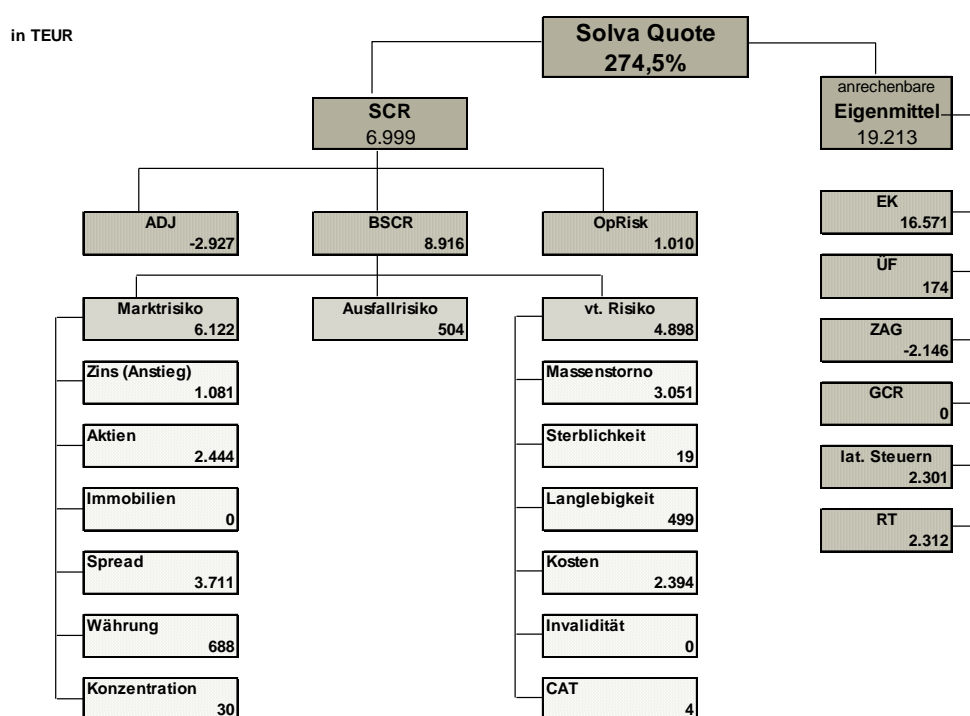 in TEUR
Solva Quote
274,5%
SCR
6.999
anrechenbare
Eigenmittel
19.213
ADJ
-2.927
BSCR
8.916
OpRisk
1.010
EK
16.571
ÜF
174
ZAG
-2.146
GCR
0
lat. Steuern
2.301
RT
2.312
Marktrisiko
6.122
Ausfallrisiko
504
vt. Risiko
4.898
Zins (Anstieg)
1.081
Aktien
2.444
Immobilien
0
Spread
3.711
Währung
688
Konzentration
30
Massenstorno
3.051
Sterblichkeit
19
Langlebigkeit
499
Kosten
2.394
Invalidität
0
CAT
4